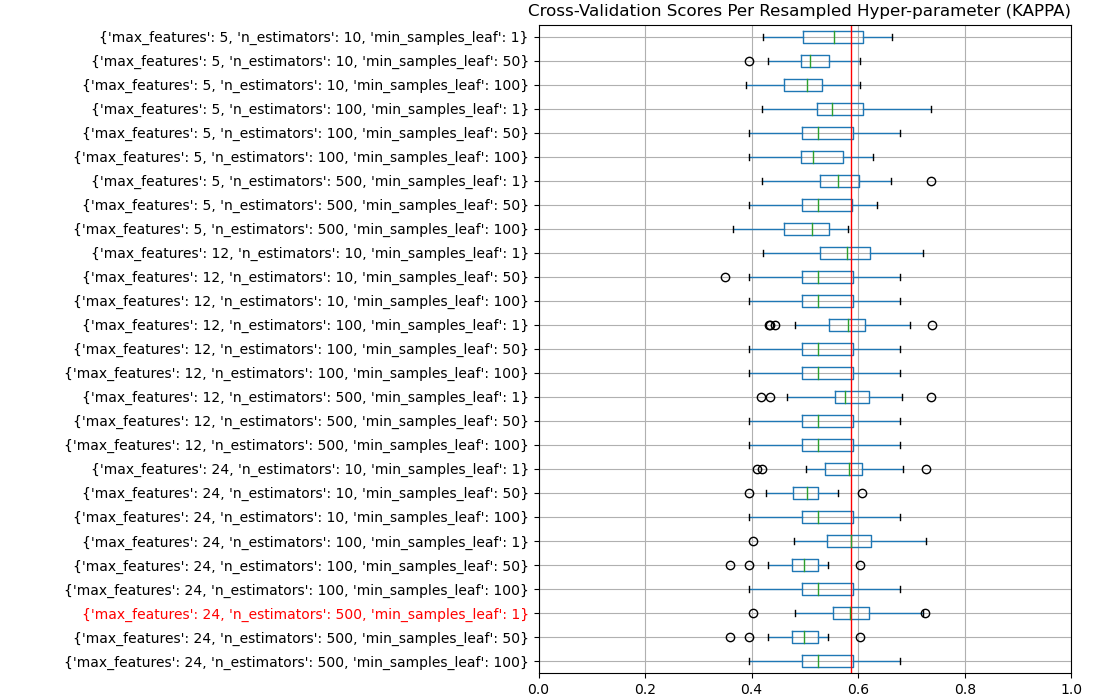 Cross-Validation Scores Per Resampled Hyper-parameter (KAPPA)
{'max_features': 5, 'n_estimators': 10, 'min_samples_leaf': 1}
{'max_features': 5, 'n_estimators': 10, 'min_samples_leaf': 50}
{'max_features': 5, 'n_estimators': 10, 'min_samples_leaf': 100}
{'max_features': 5, 'n_estimators': 100, 'min_samples_leaf': 1}
{'max_features': 5, 'n_estimators': 100, 'min_samples_leaf': 50}
{'max_features': 5, 'n_estimators': 100, 'min_samples_leaf': 100}
{'max_features': 5, 'n_estimators': 500, 'min_samples_leaf': 1}
{'max_features': 5, 'n_estimators': 500, 'min_samples_leaf': 50}
{'max_features': 5, 'n_estimators': 500, 'min_samples_leaf': 100}
{'max_features': 12, 'n_estimators': 10, 'min_samples_leaf': 1}
{'max_features': 12, 'n_estimators': 10, 'min_samples_leaf': 50}
{'max_features': 12, 'n_estimators': 10, 'min_samples_leaf': 100}
{'max_features': 12, 'n_estimators': 100, 'min_samples_leaf': 1}
{'max_features': 12, 'n_estimators': 100, 'min_samples_leaf': 50}
{'max_features': 12, 'n_estimators': 100, 'min_samples_leaf': 100}
{'max_features': 12, 'n_estimators': 500, 'min_samples_leaf': 1}
{'max_features': 12, 'n_estimators': 500, 'min_samples_leaf': 50}
{'max_features': 12, 'n_estimators': 500, 'min_samples_leaf': 100}
{'max_features': 24, 'n_estimators': 10, 'min_samples_leaf': 1}
{'max_features': 24, 'n_estimators': 10, 'min_samples_leaf': 50}
{'max_features': 24, 'n_estimators': 10, 'min_samples_leaf': 100}
{'max_features': 24, 'n_estimators': 100, 'min_samples_leaf': 1}
{'max_features': 24, 'n_estimators': 100, 'min_samples_leaf': 50}
{'max_features': 24, 'n_estimators': 100, 'min_samples_leaf': 100}
{'max_features': 24, 'n_estimators': 500, 'min_samples_leaf': 1}
{'max_features': 24, 'n_estimators': 500, 'min_samples_leaf': 50}
{'max_features': 24, 'n_estimators': 500, 'min_samples_leaf': 100}
0.0 0.2 0.4 0.6 0.8 1.0